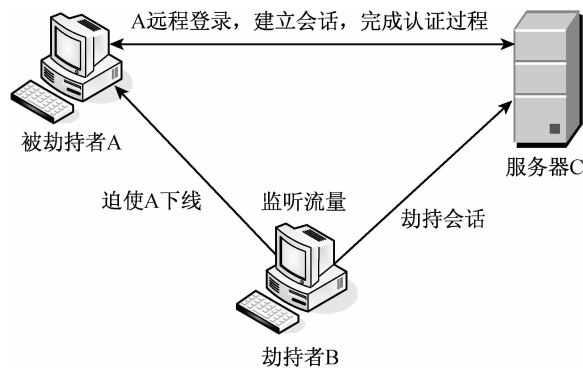 A远程登录，建立会话，完成认证过程
被劫持者A
服务器C
迫使A下线
监听流量
劫持会话
劫持者B